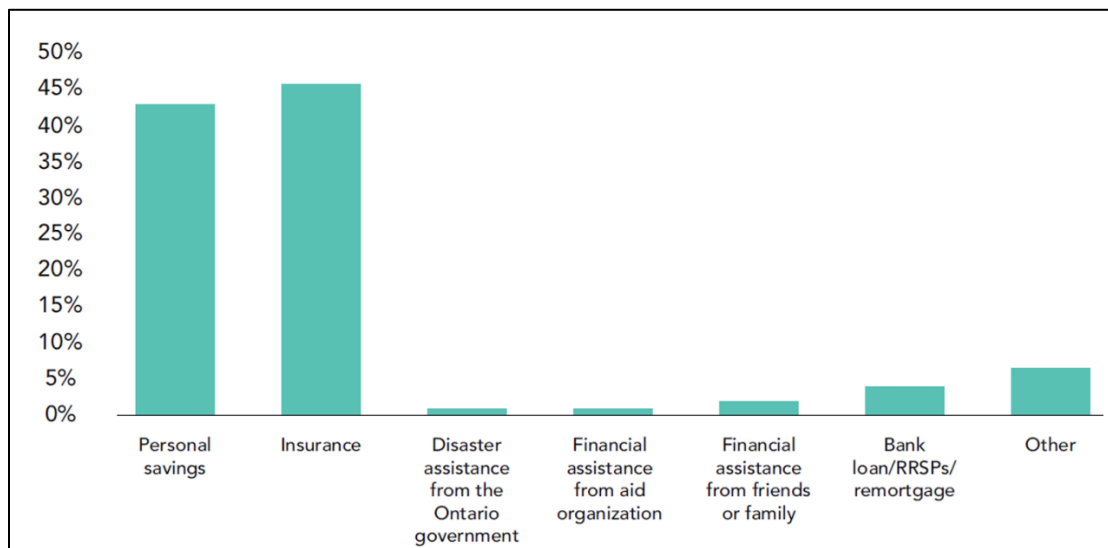 50%
45%
40%
35%
30%
25%
20%
15%
10%
5%
0%
Personal
savings
Insurance
Disaster
assistance
from the
Ontario
government
Financial
assistance
from aid
organization
Financial
assistance
from friends
or family
Bank
loan/RRSPs/
remortgage
Other